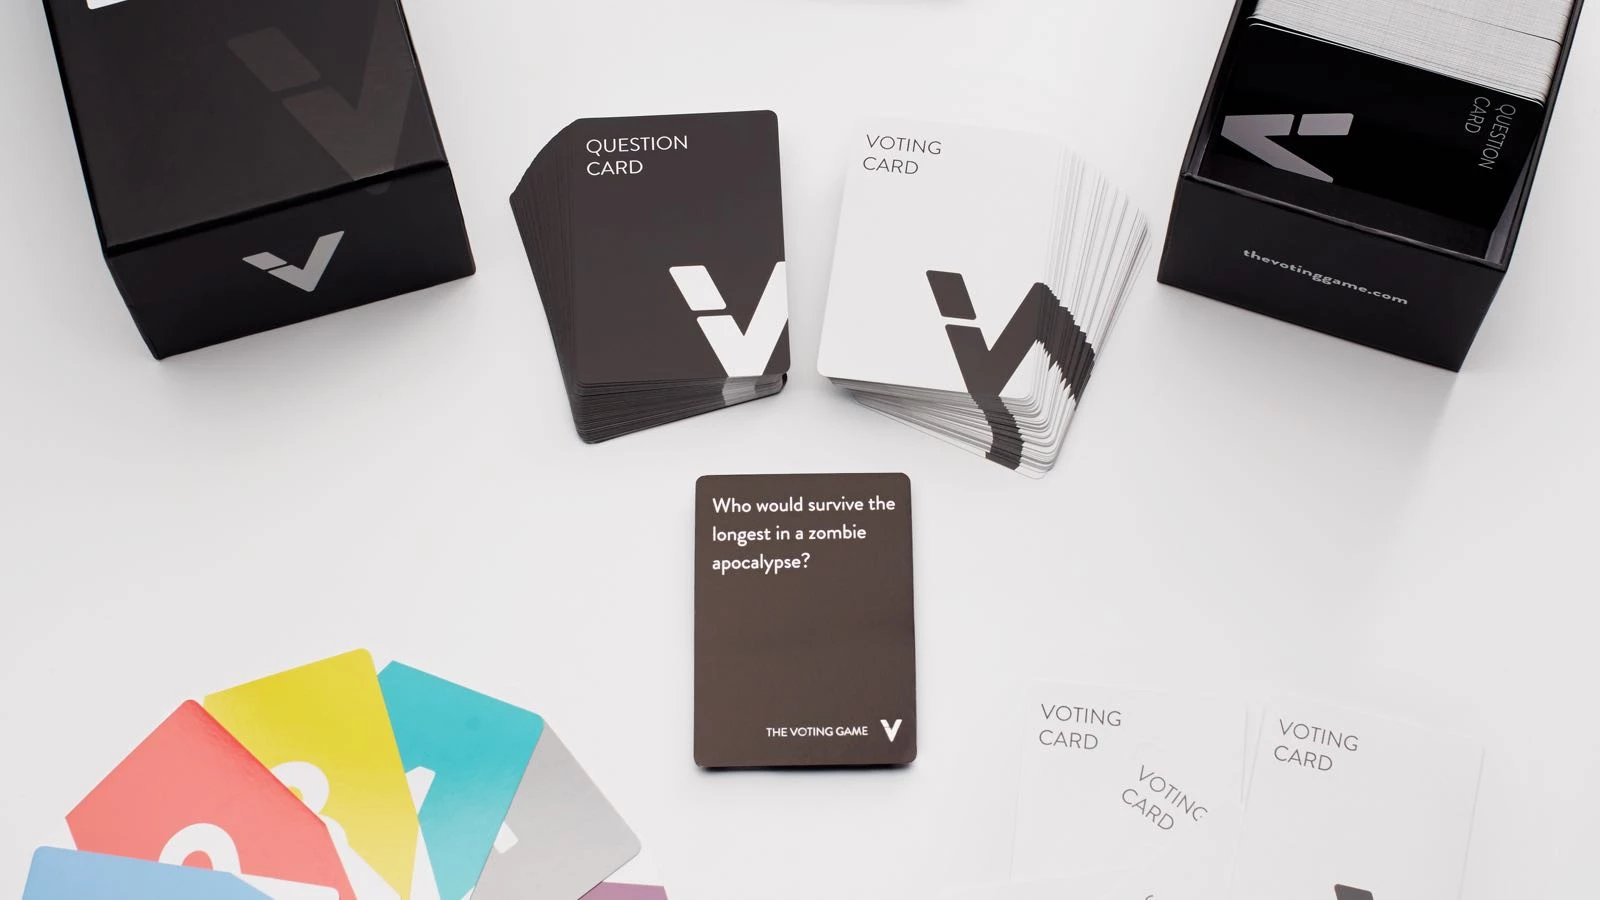 QUESTION
CARD
VOTING
CARD
QUESTION
CARD
thevotinggame.com
Who would survive the
longest in a zombie
apocalypse?
THE VOTING GAME
VOTING
CARD
VOTING
CARD
VOTING
CARD